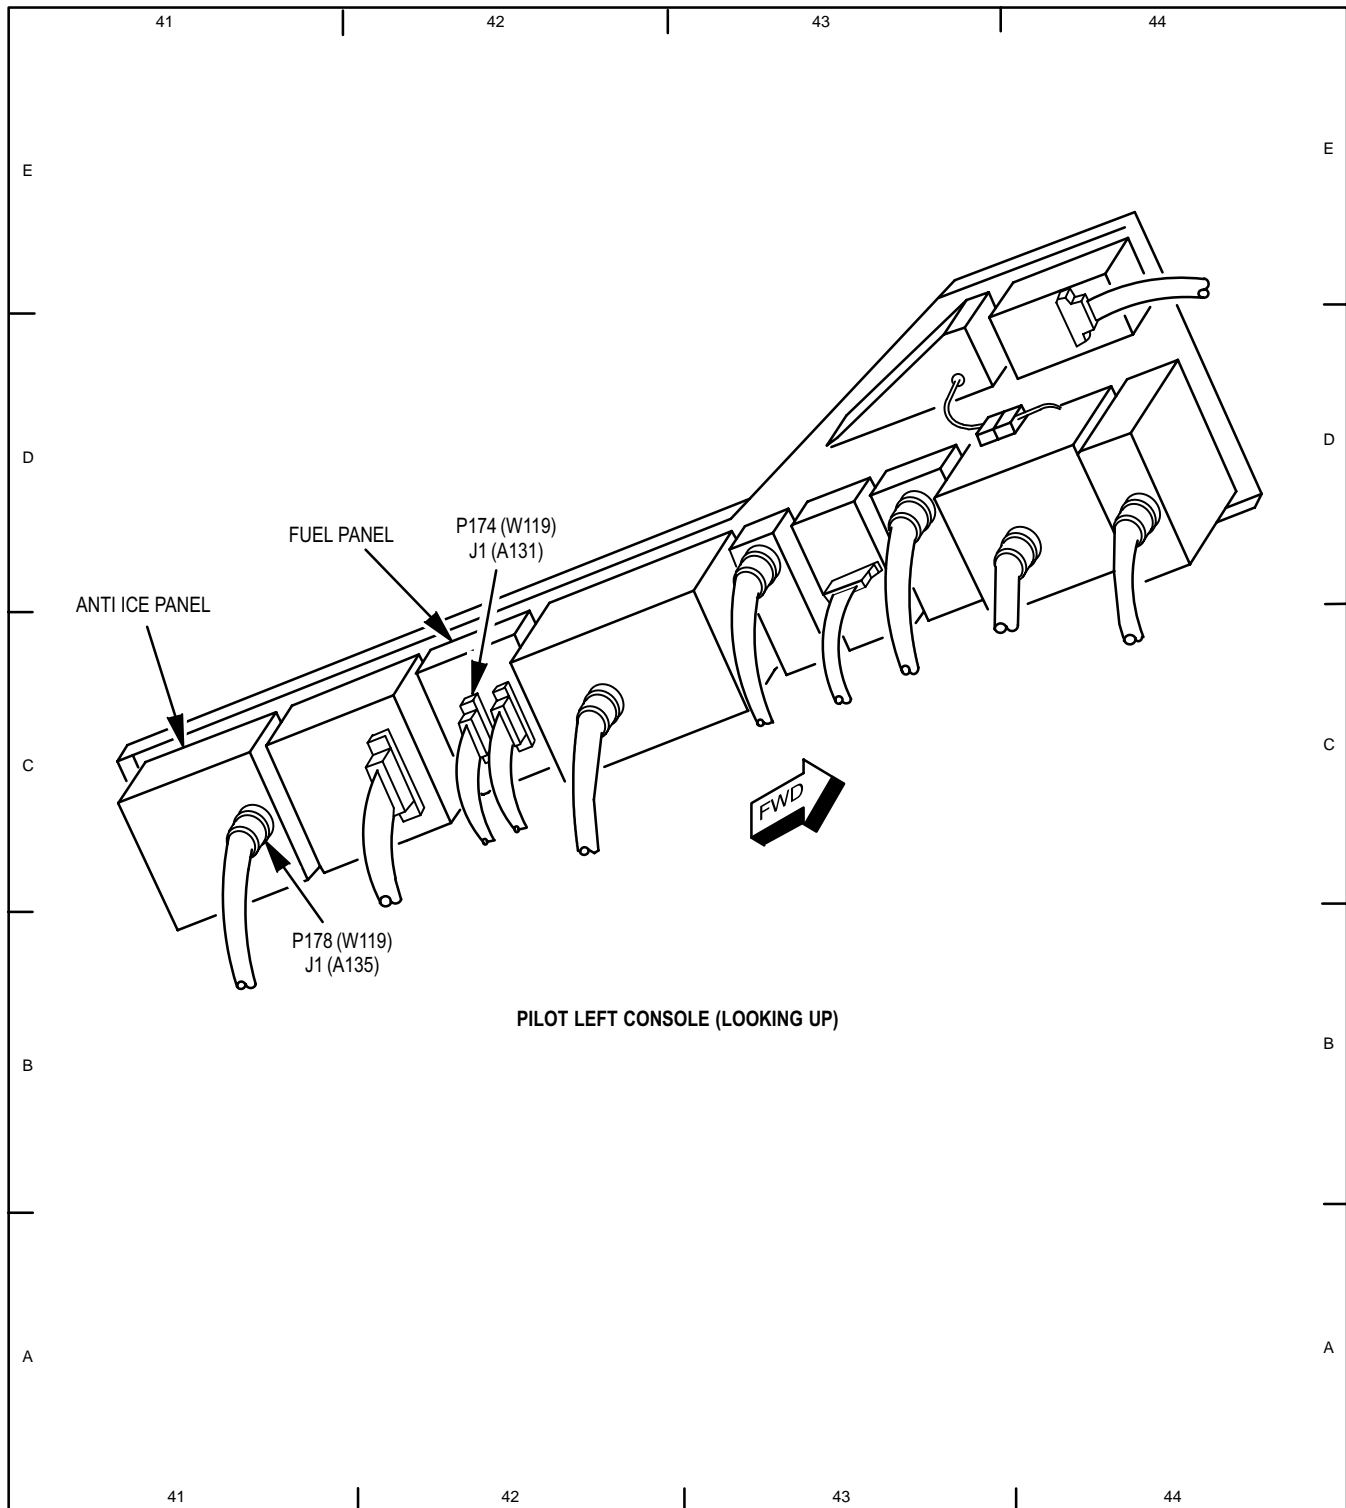 41 42 43 44
E E
D D
FUEL PANEL
P174 (W119)
J1 (A131)
ANTI ICE PANEL
C C
FWD
P178 (W119)
J1 (A135)
PILOT LEFT CONSOLE (LOOKING UP)
B B
A A
41 42 43 44